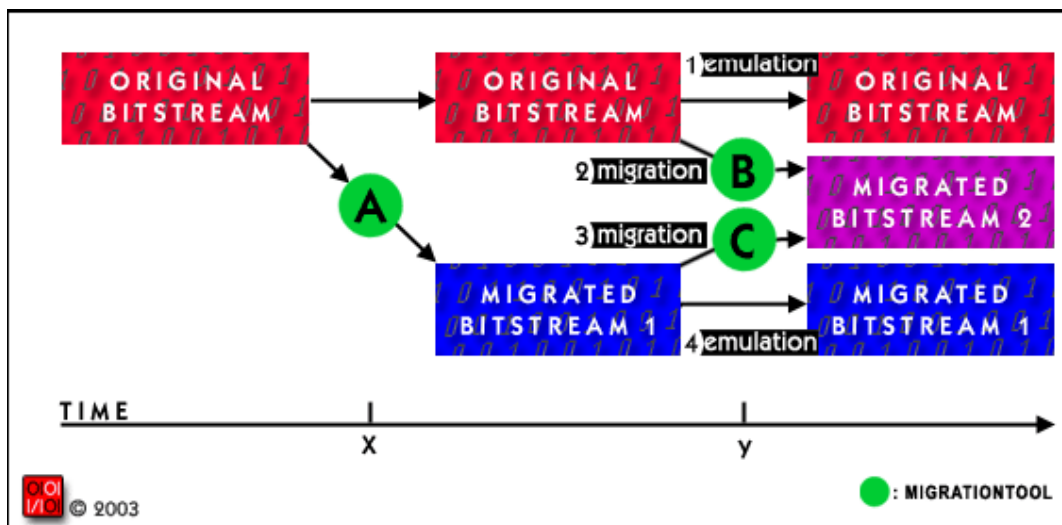 ORIGINAL
BITSTREAM
ORIGINAL
BITSTREAM
1) emulation
ORIGINAL
BITSTREAM
A
2) migration
B
MIGRATED
BITSTREAM 2
3) migration
C
MIGRATED
BITSTREAM 1
4) emulation
MIGRATED
BITSTREAM 1
TIME
x
y
© 2003
: MIGRATIONTOOL